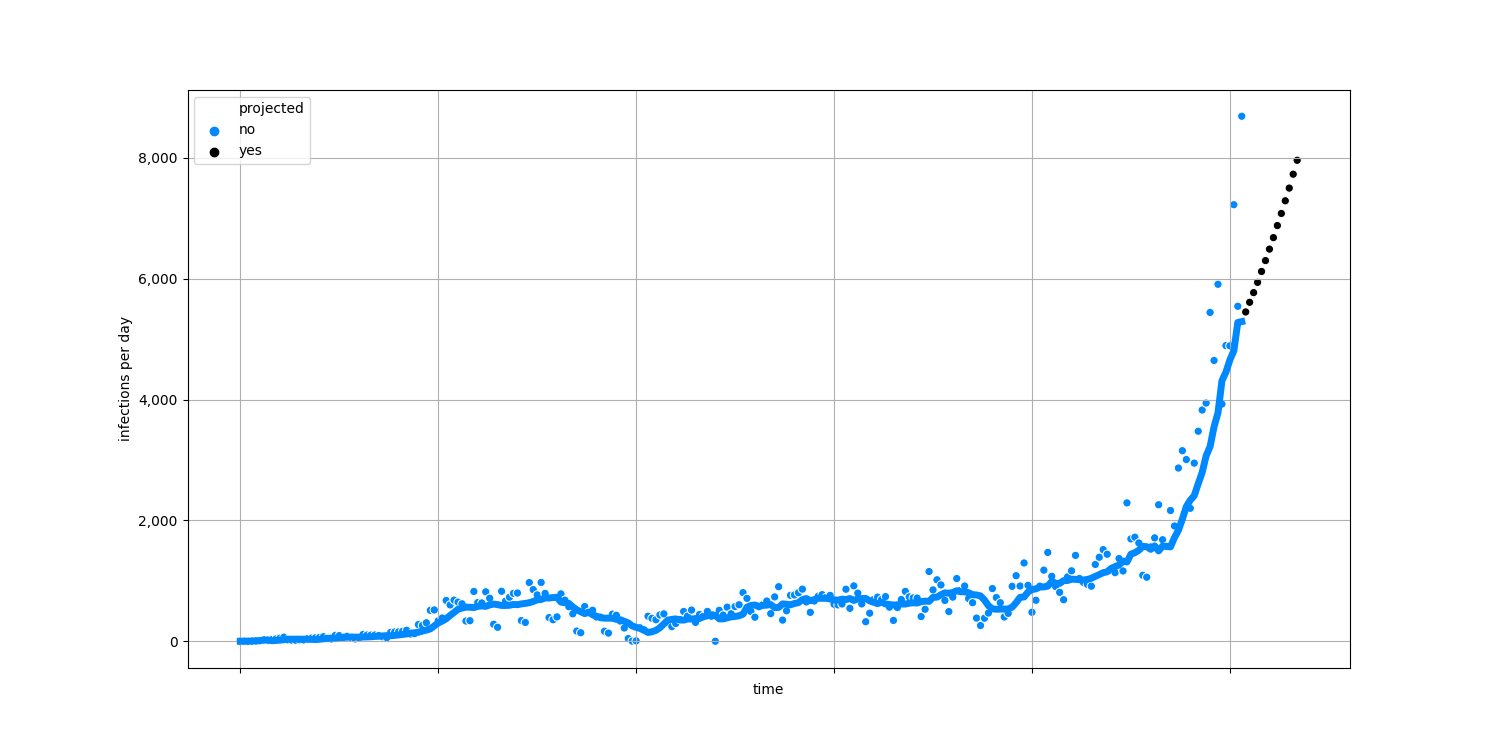 projected
no
yes
8,000
6,000
4,000
2,000
0
infections per day
time